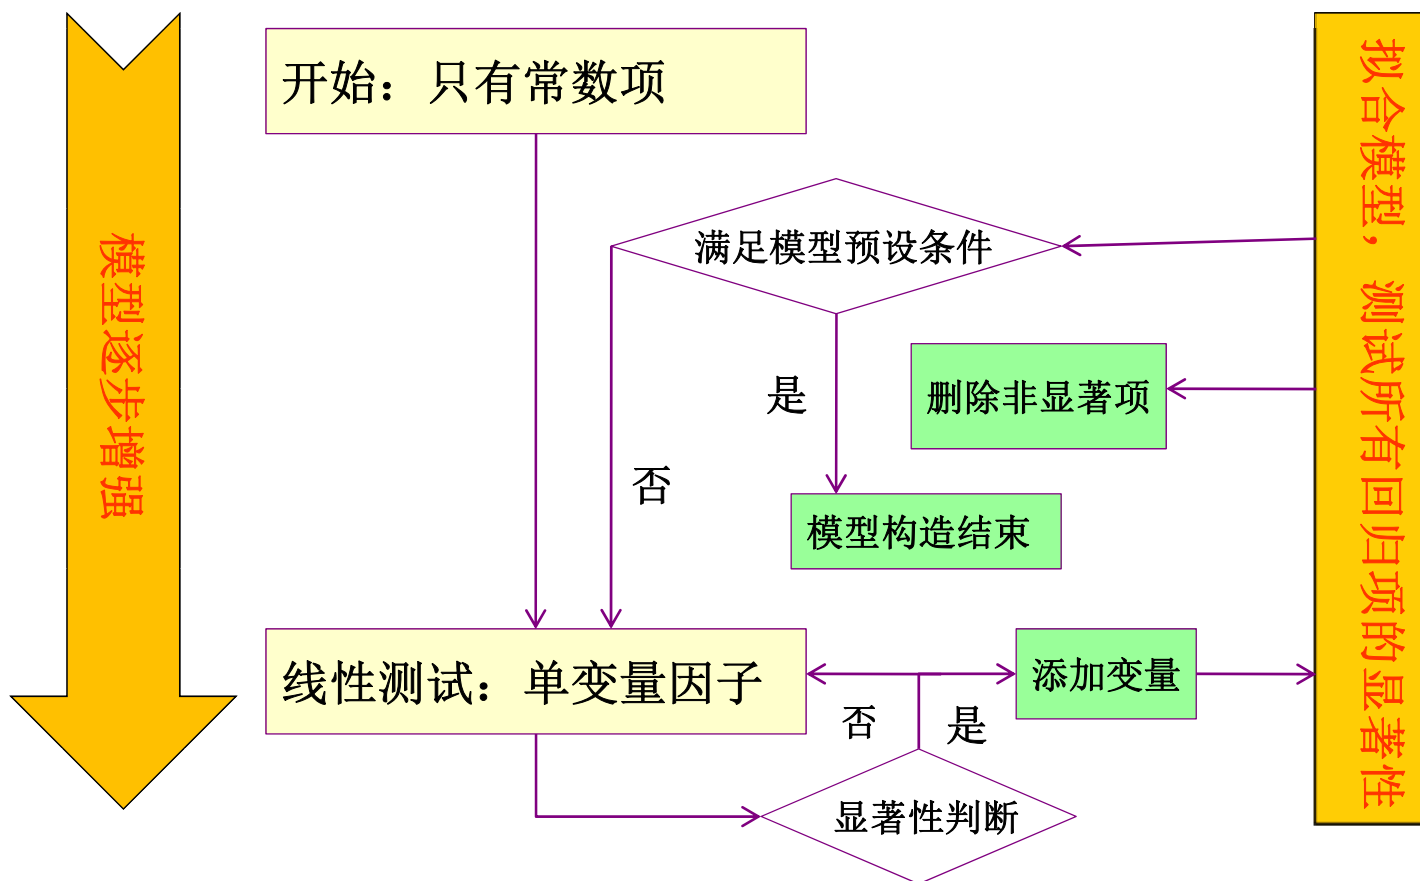 开始：只有常数项
满足模型预设条件
是
删除非显著项
否
模型构造结束
线性测试：单变量因子
添加变量
否
是
显著性判断
模型逐步增强
拟合模型，测试所有回归项的显著性